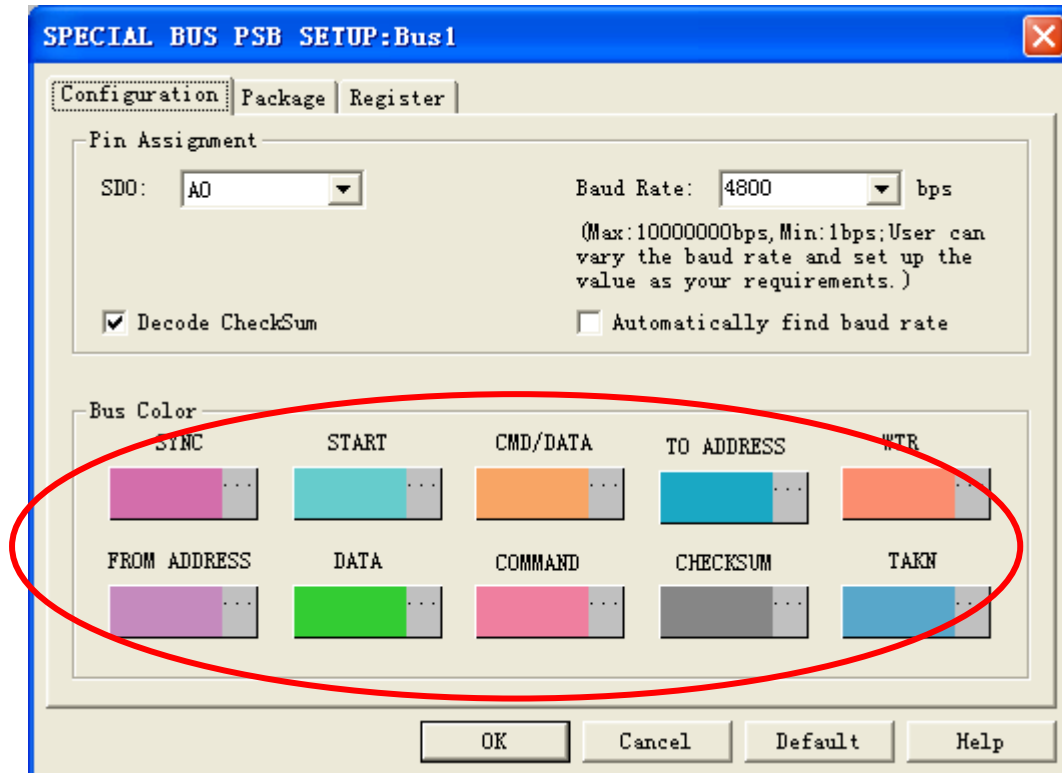 SPECIAL BUS PSB SETUP:Bus1
Configuration Package Register
Pin Assignment
SDO: A0 Baud Rate: 4800 bps
(Max:10000000bps,Min:1bps;User can
vary the baud rate and set up the
value as your requirements.)
Decode CheckSum Automatically find baud rate
Bus Color
SYNC START CMD/DATA TO ADDRESS WTR
... ... ... ... ...
FROM ADDRESS DATA COMMAND CHECKSUM TAKN
... ... ... ... ...
OK Cancel Default Help